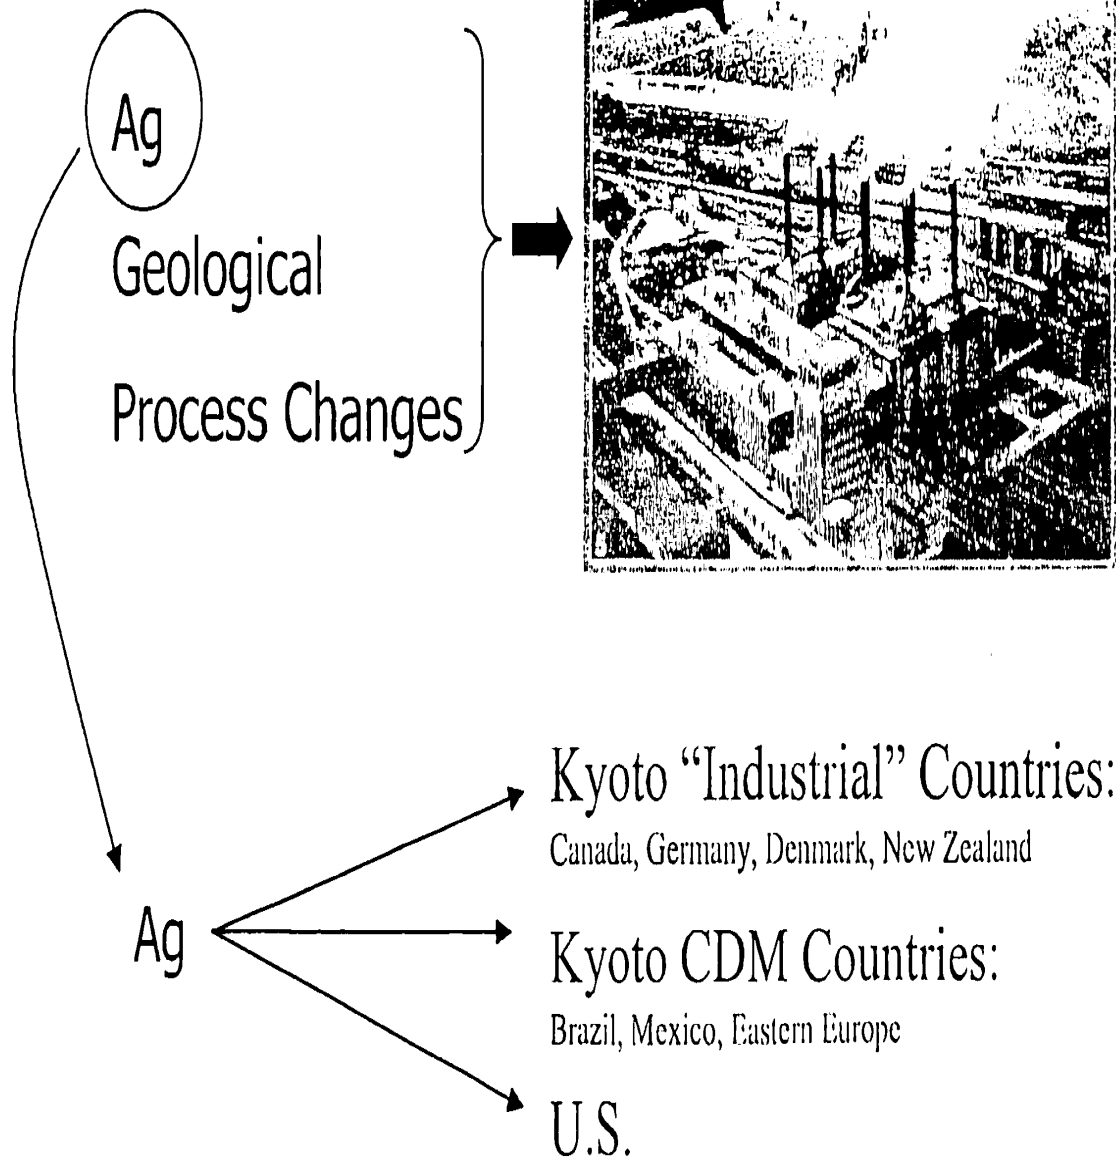 Ag
Geological
Process Changes
Kyoto “Industrial” Countries:
Canada, Germany, Denmark, New Zealand
Ag
Kyoto CDM Countries:
Brazil, Mexico, Eastern Europe
U.S.